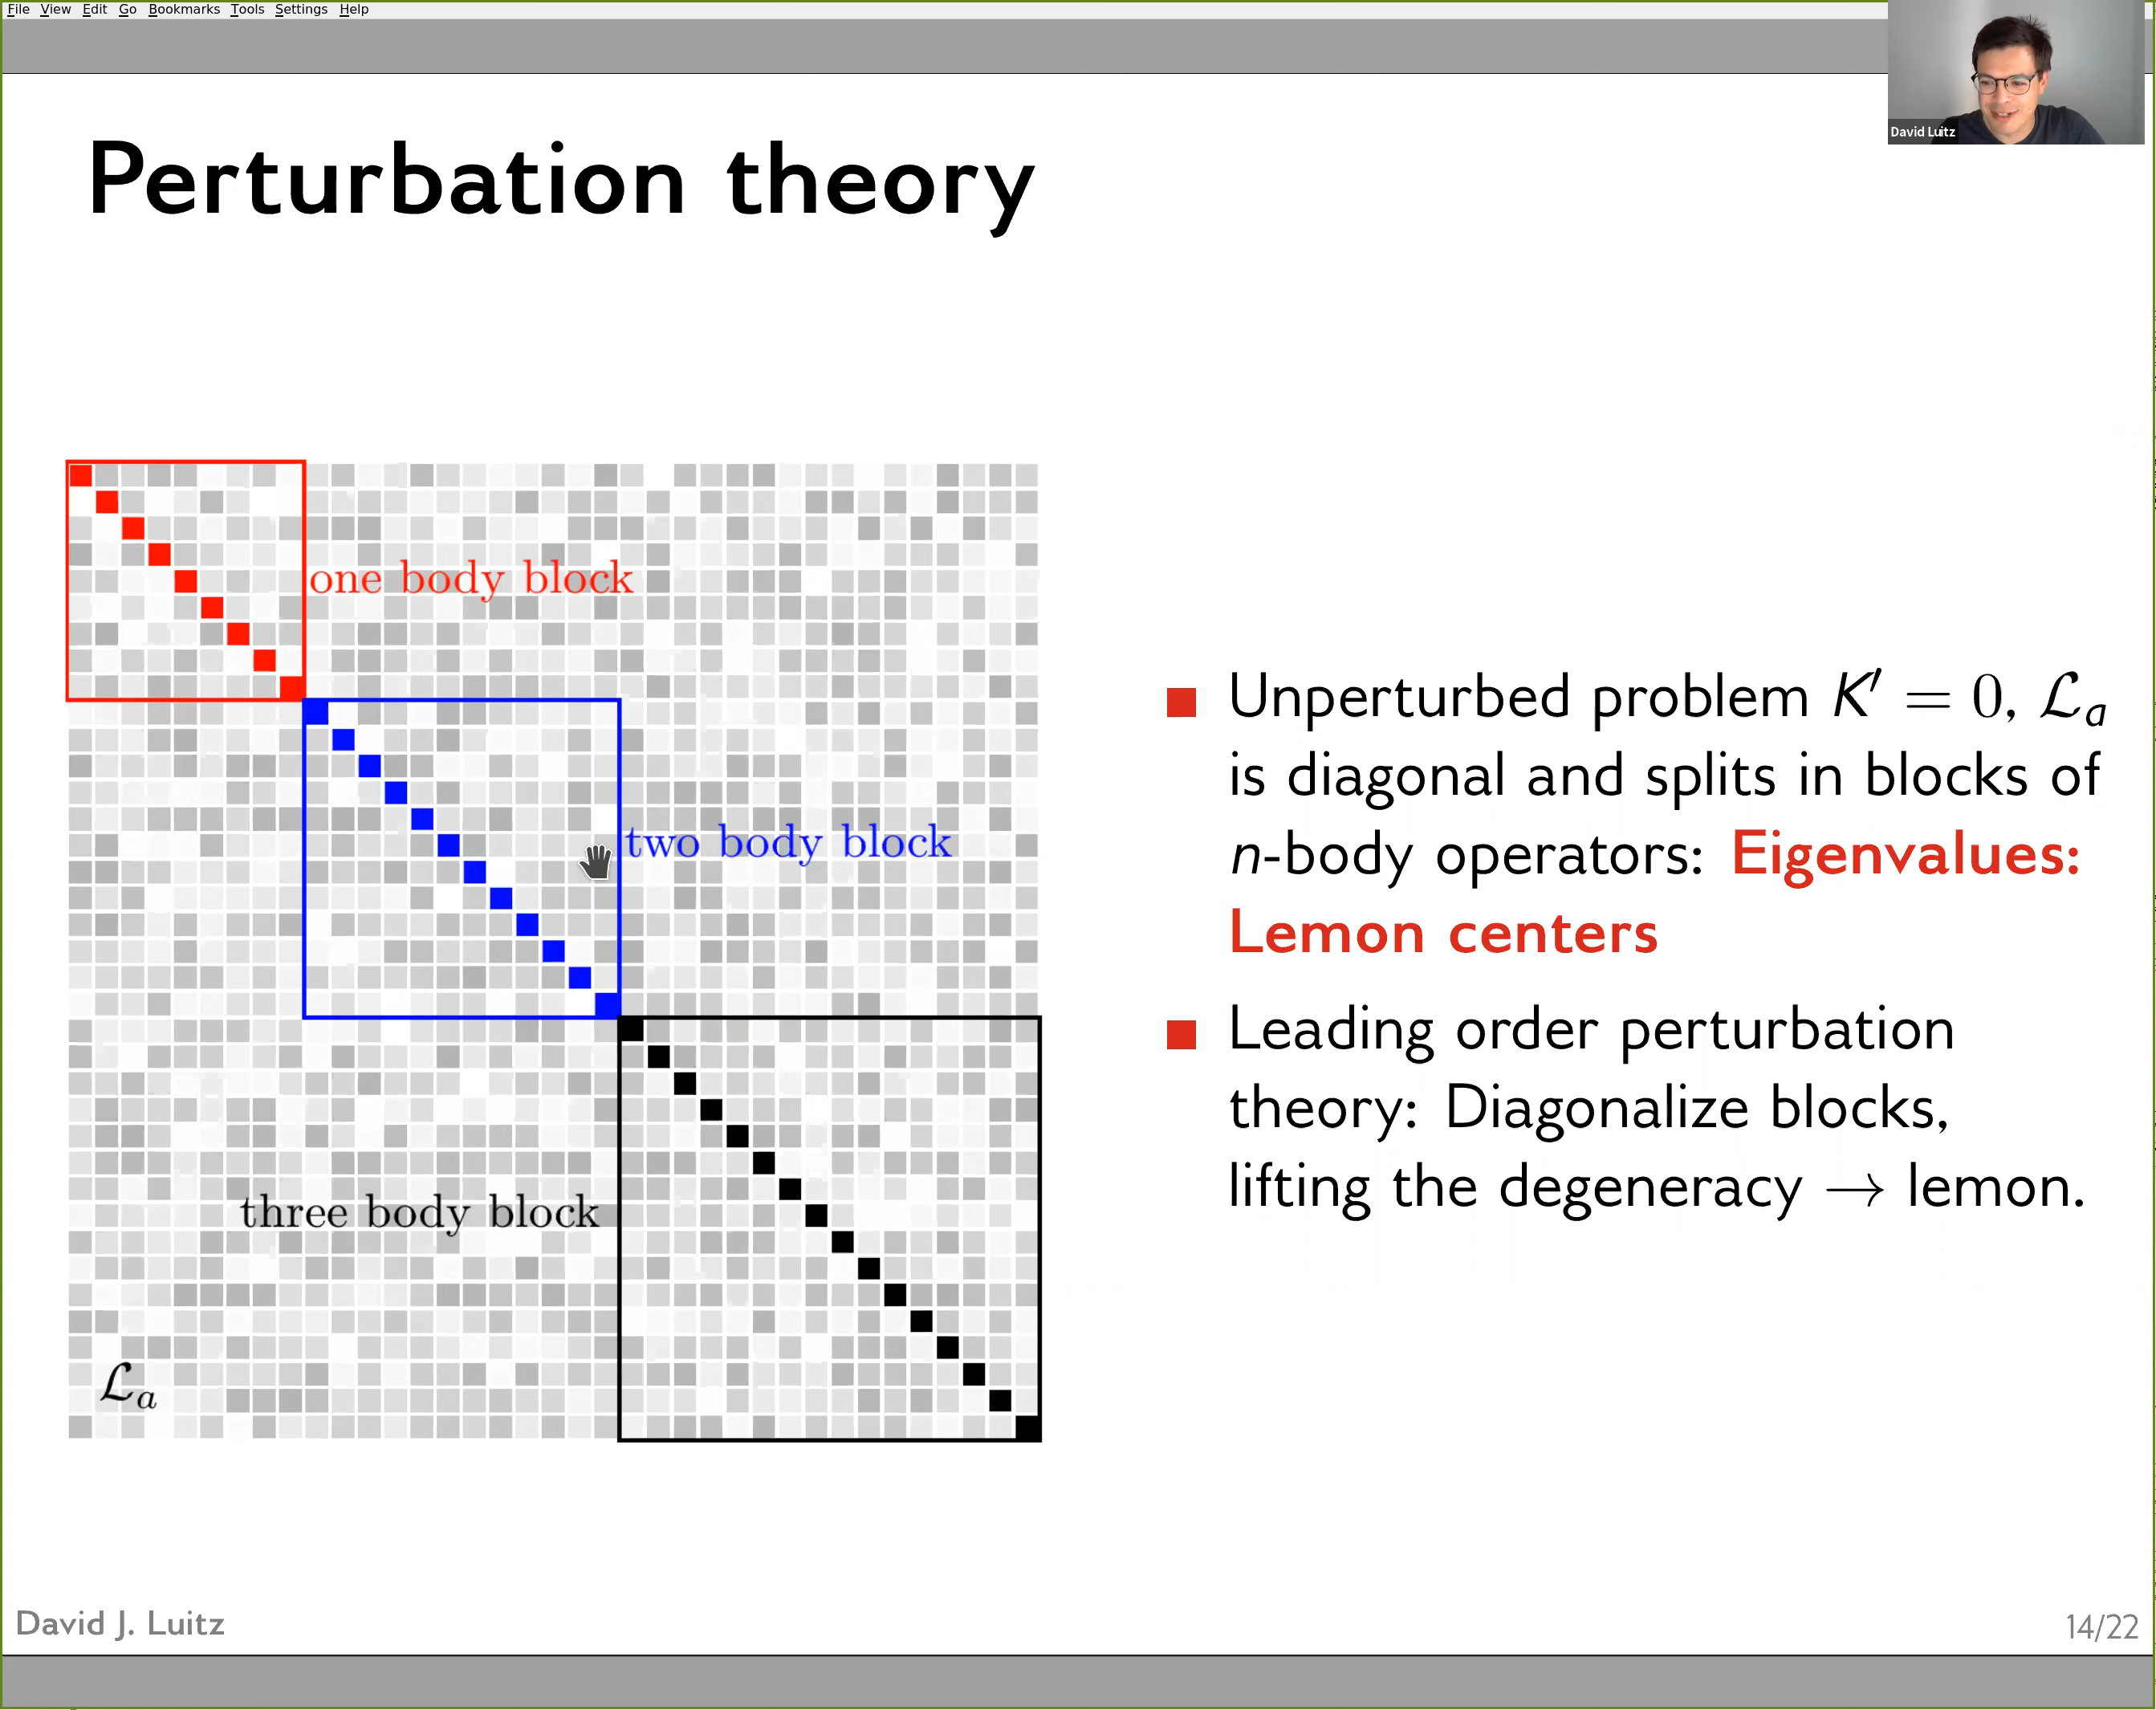 File View Edit Go Bookmarks Tools Settings Help
David Luitz
Perturbation theory
one body block
two body block
three body block
ℒₐ
Unperturbed problem K′ = 0, ℒₐ
is diagonal and splits in blocks of
n-body operators: Eigenvalues:
Lemon centers
Leading order perturbation
theory: Diagonalize blocks,
lifting the degeneracy → lemon.
David J. Luitz
14/22